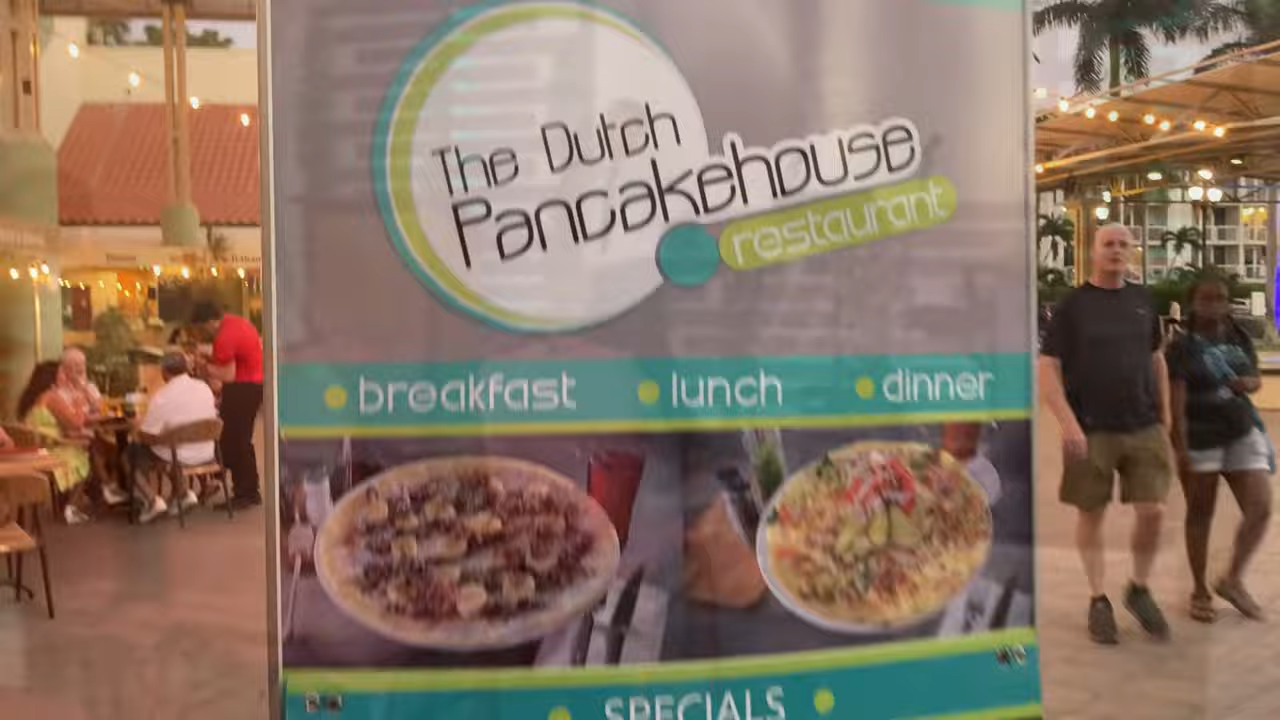 The Dutch
Pancakehouse
restaurant
breakfast
lunch
dinner
SPECIALS